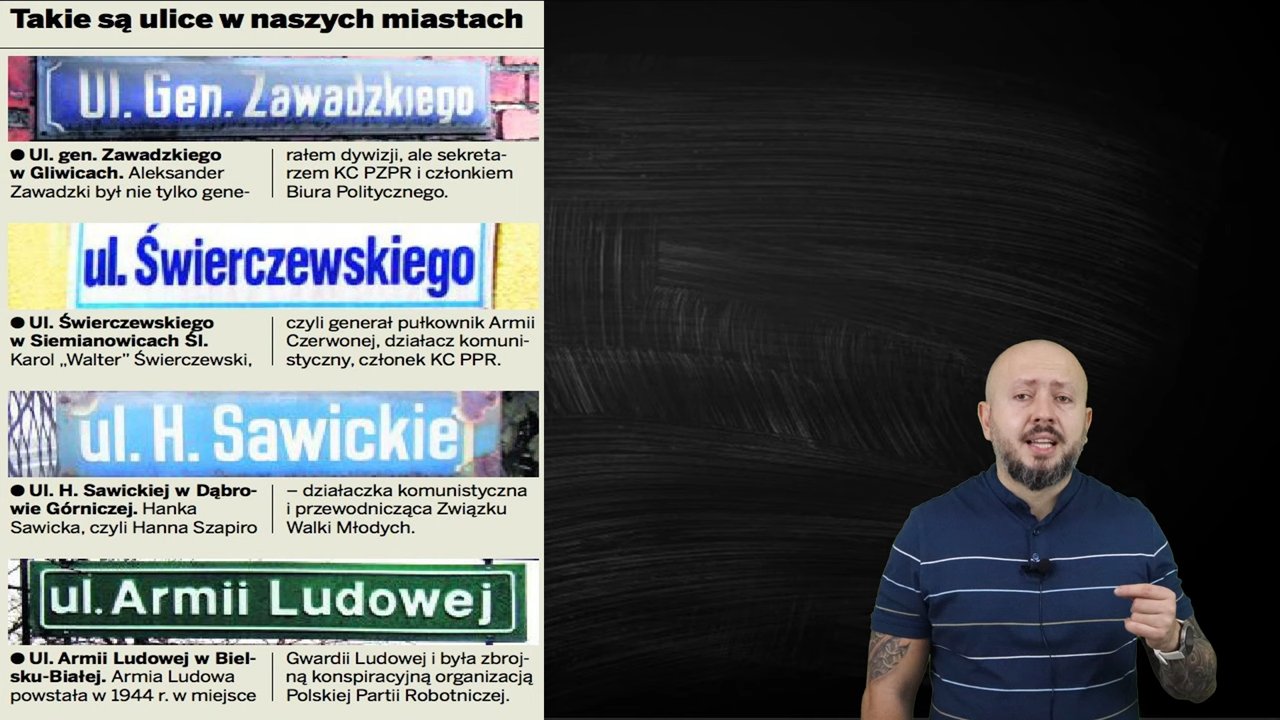 Takie są ulice w naszych miastach
Ul. Gen. Zawadzkiego
● Ul. gen. Zawadzkiego
w Gliwicach. Aleksander
Zawadzki był nie tylko gene-
rałem dywizji, ale sekreta-
rzem KC PZPR i członkiem
Biura Politycznego.
ul. Świerczewskiego
● Ul. Świerczewskiego
w Siemianowicach Śl.
Karol „Walter” Świerczewski,
czyli generał pułkownik Armii
Czerwonej, działacz komuni-
styczny, członek KC PPR.
ul. H. Sawickiej
● Ul. H. Sawickiej w Dąbro-
wie Górniczej. Hanka
Sawicka, czyli Hanna Szapiro
– działaczka komunistyczna
i przewodnicząca Związku
Walki Młodych.
ul. Armii Ludowej
● Ul. Armii Ludowej w Biel-
sku-Białej. Armia Ludowa
powstała w 1944 r. w miejsce
Gwardii Ludowej i była zbroj-
ną konspiracyjną organizacją
Polskiej Partii Robotniczej.